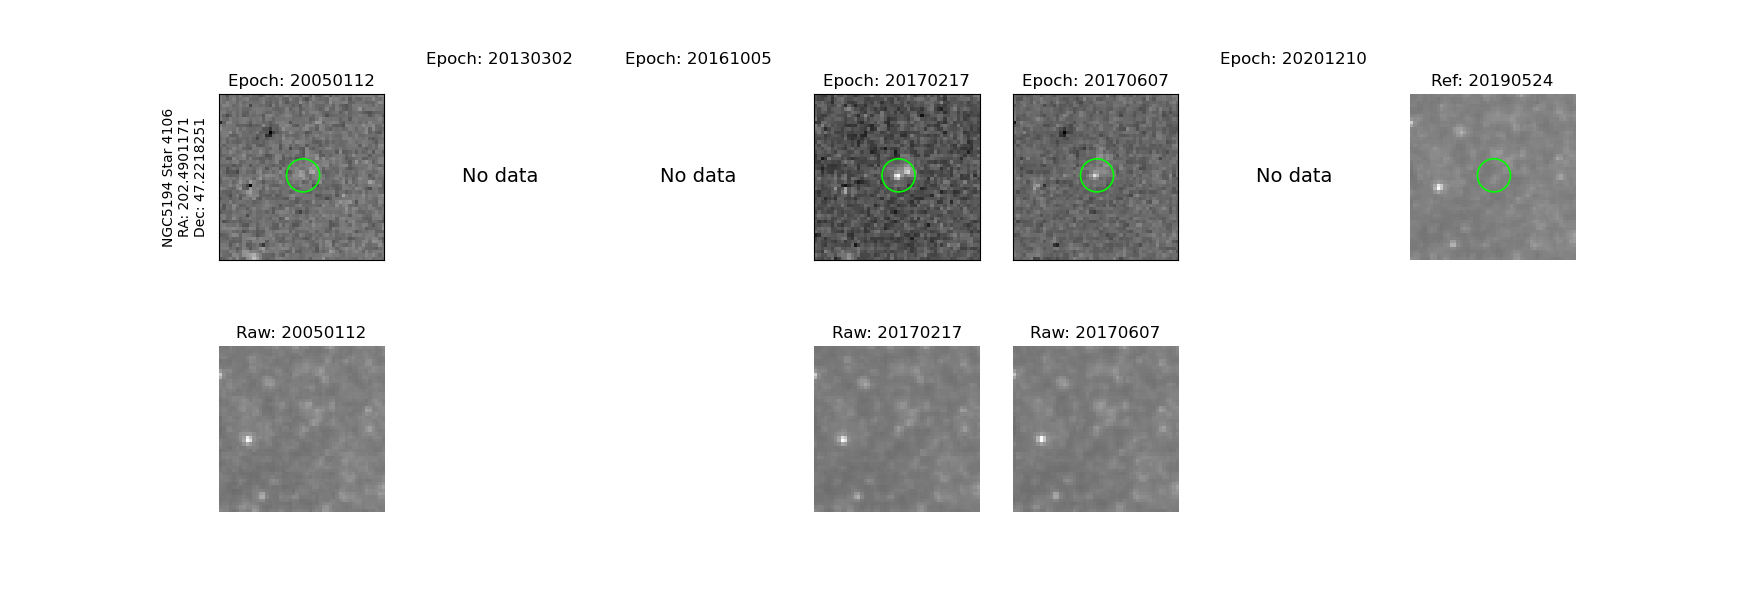 Epoch: 20130302
Epoch: 20161005
Epoch: 20201210
Epoch: 20050112
Epoch: 20170217
Epoch: 20170607
Ref: 20190524
NGC5194 Star 4106
RA: 202.4901171
Dec: 47.2218251
No data
No data
No data
Raw: 20050112
Raw: 20170217
Raw: 20170607